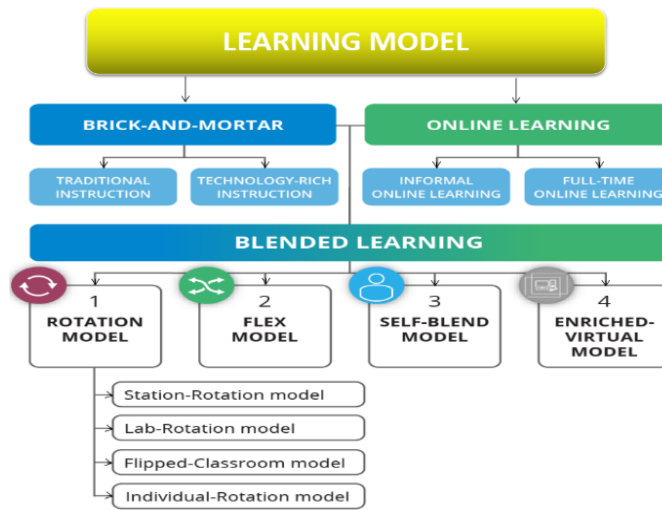 LEARNING MODEL
BRICK-AND-MORTAR
ONLINE LEARNING
TRADITIONAL
INSTRUCTION
TECHNOLOGY-RICH
INSTRUCTION
INFORMAL
ONLINE LEARNING
FULL-TIME
ONLINE LEARNING
BLENDED LEARNING
1
ROTATION
MODEL
2
FLEX
MODEL
3
SELF-BLEND
MODEL
4
ENRICHED-
VIRTUAL
MODEL
Station-Rotation model
Lab-Rotation model
Flipped-Classroom model
Individual-Rotation model